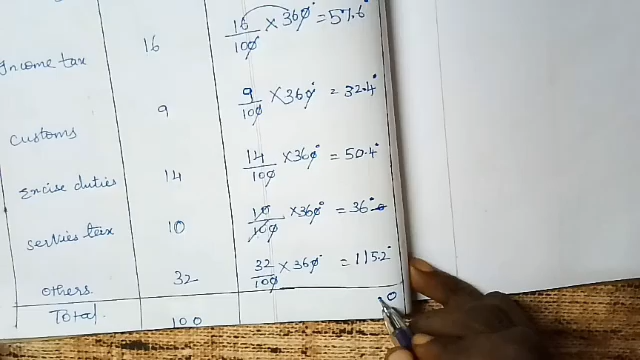 Income tax 16 16/100 × 360° = 57.6°
Customs 9 9/100 × 360° = 32.4°
Encise duties 14 14/100 × 360° = 50.4°
servies tax 10 10/100 × 360° = 36°
others 32 32/100 × 360° = 115.2°
Total 100 0